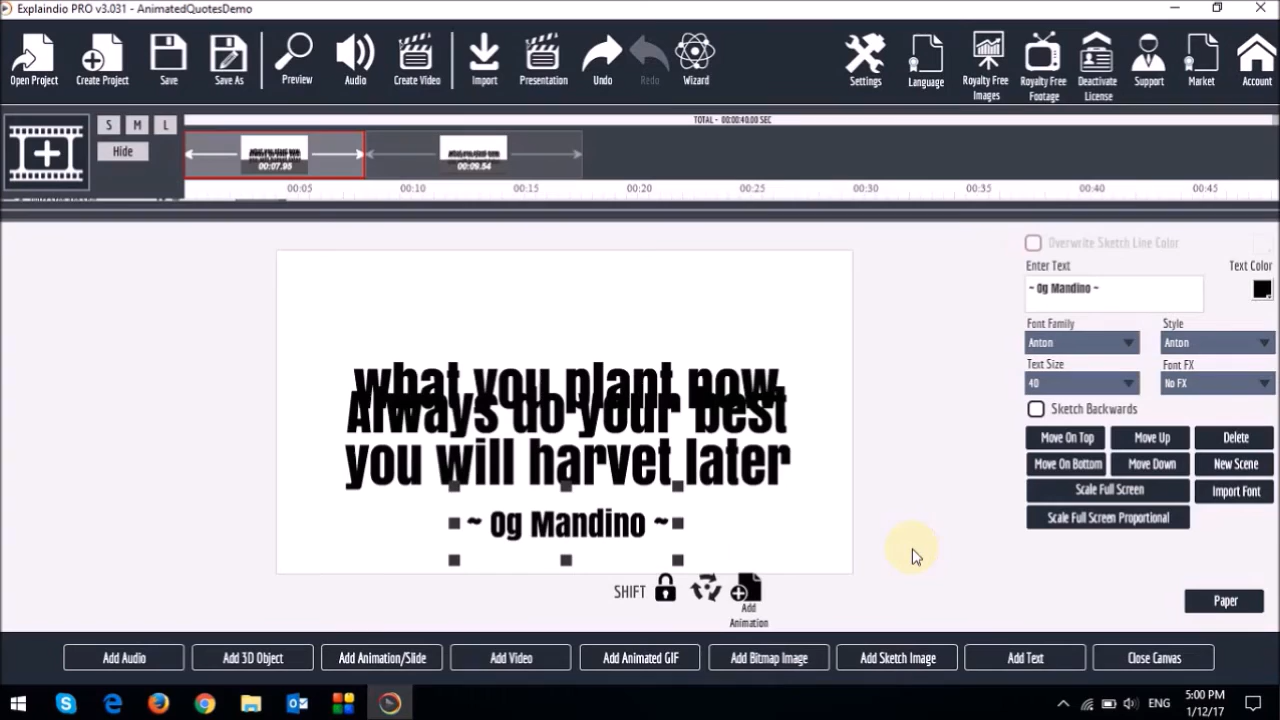 Explaindio PRO v3.031 - AnimatedQuotesDemo
Open Project
Create Project
Save
Save As
Preview
Audio
Create Video
Import
Presentation
Undo
Redo
Wizard
Settings
Language
Royalty Free Images
Royalty Free Footage
Deactivate License
Support
Market
Account
S M L
Hide
TOTAL - 00:00:40.00 SEC
00:07.95
00:09.54
00:05 00:10 00:15 00:20 00:25 00:30 00:35 00:40 00:45
Overwrite Sketch Line Color
Enter Text
Text Color
~ Og Mandino ~
Font Family
Style
Anton
Anton
Text Size
Font FX
40
No FX
Sketch Backwards
Move On Top
Move Up
Delete
Move On Bottom
Move Down
New Scene
Scale Full Screen
Import Font
Scale Full Screen Proportional
what you plant now
Always do your best
you will harvet later
~ Og Mandino ~
SHIFT
Add Animation
Paper
Add Audio
Add 3D Object
Add Animation/Slide
Add Video
Add Animated GIF
Add Bitmap Image
Add Sketch Image
Add Text
Close Canvas
ENG
5:00 PM
1/12/17